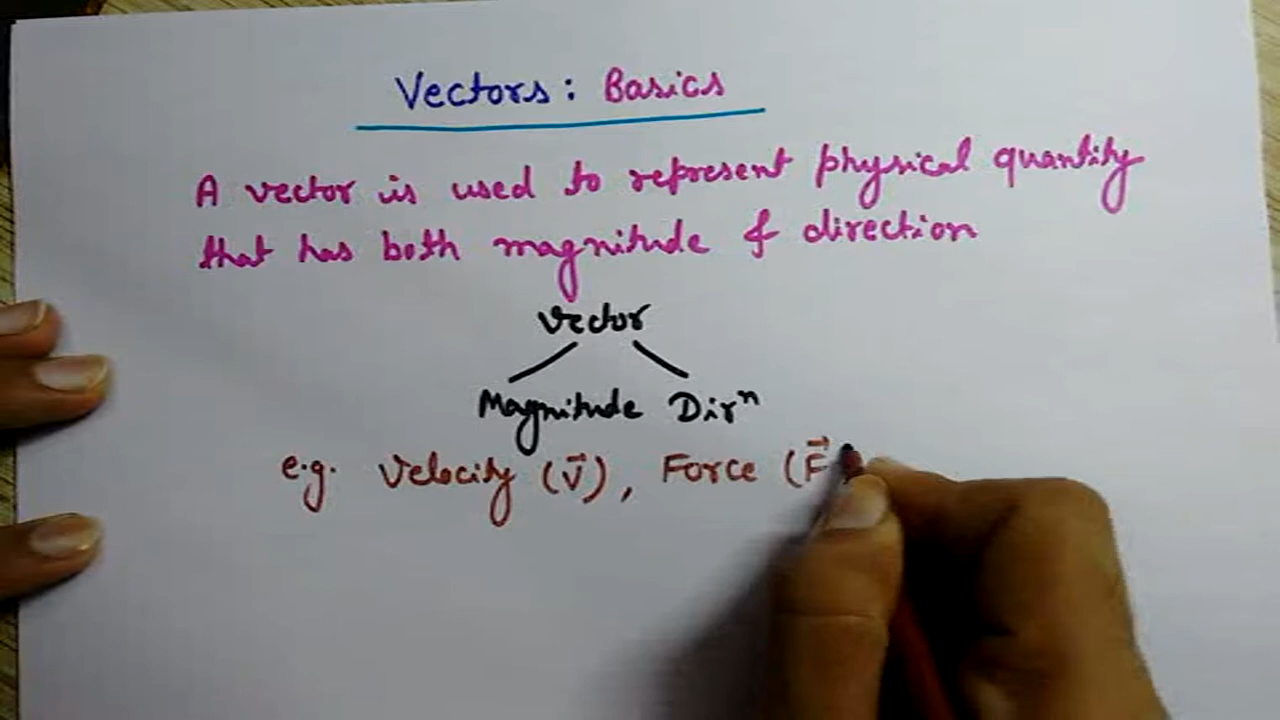 Vectors: Basics
A vector is used to represent physical quantity
that has both magnitude & direction
Vector
Magnitude Dirⁿ
e.g. Velocity (v⃗), Force (F⃗